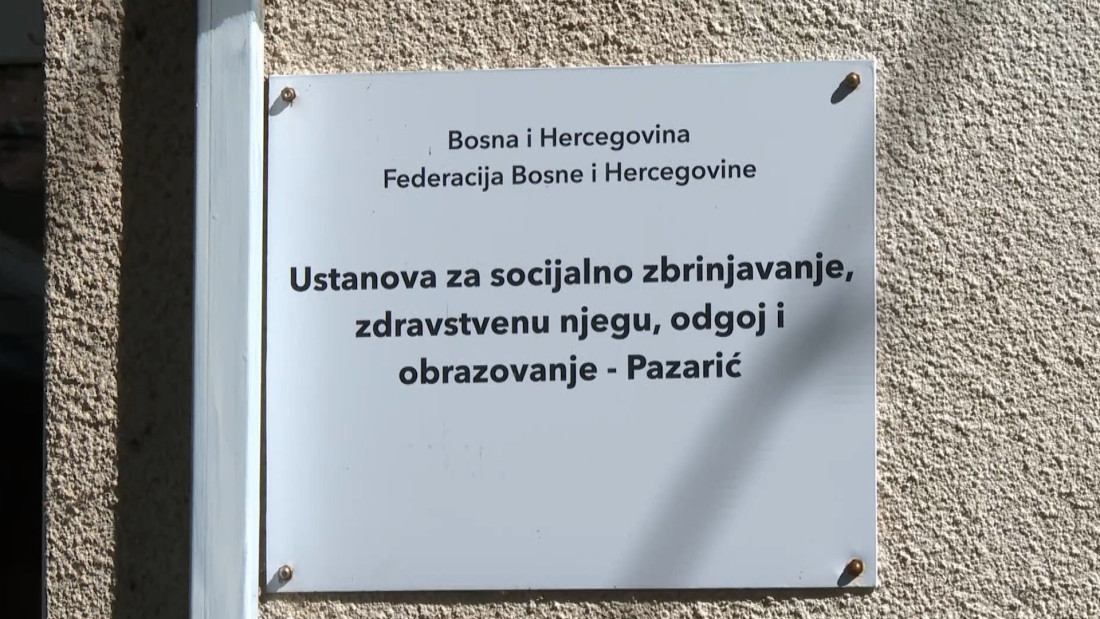 Bosna i Hercegovina
Federacija Bosne i Hercegovine
Ustanova za socijalno zbrinjavanje,
zdravstvenu njegu, odgoj i
obrazovanje - Pazarić